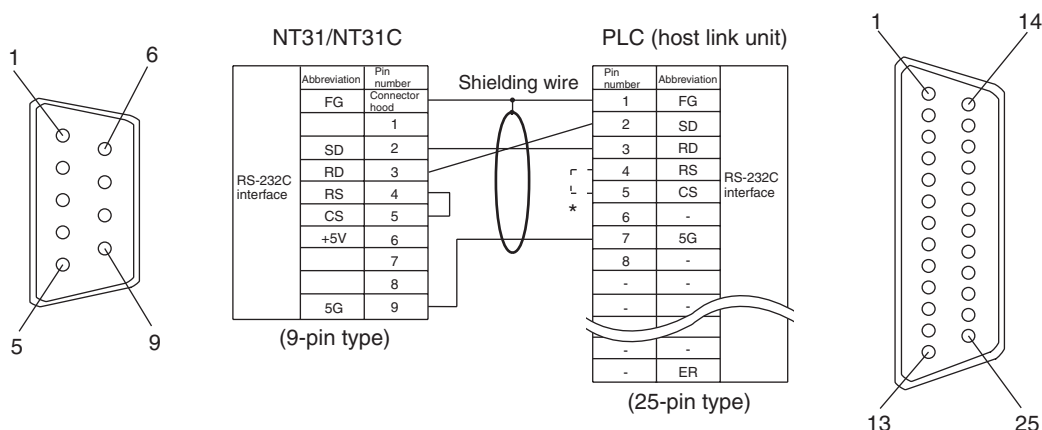 NT31/NT31C
PLC (host link unit)
1
6
5
9
Abbreviation
Pin number
FG
Connector hood
1
SD
2
RD
3
RS
4
CS
5
+5V
6
7
8
5G
9
RS-232C interface
(9-pin type)
Shielding wire
*
Pin number
Abbreviation
1
FG
2
SD
3
RD
4
RS
5
CS
6
-
7
5G
8
-
-
-
-
-
-
-
-
ER
RS-232C interface
(25-pin type)
1
14
13
25